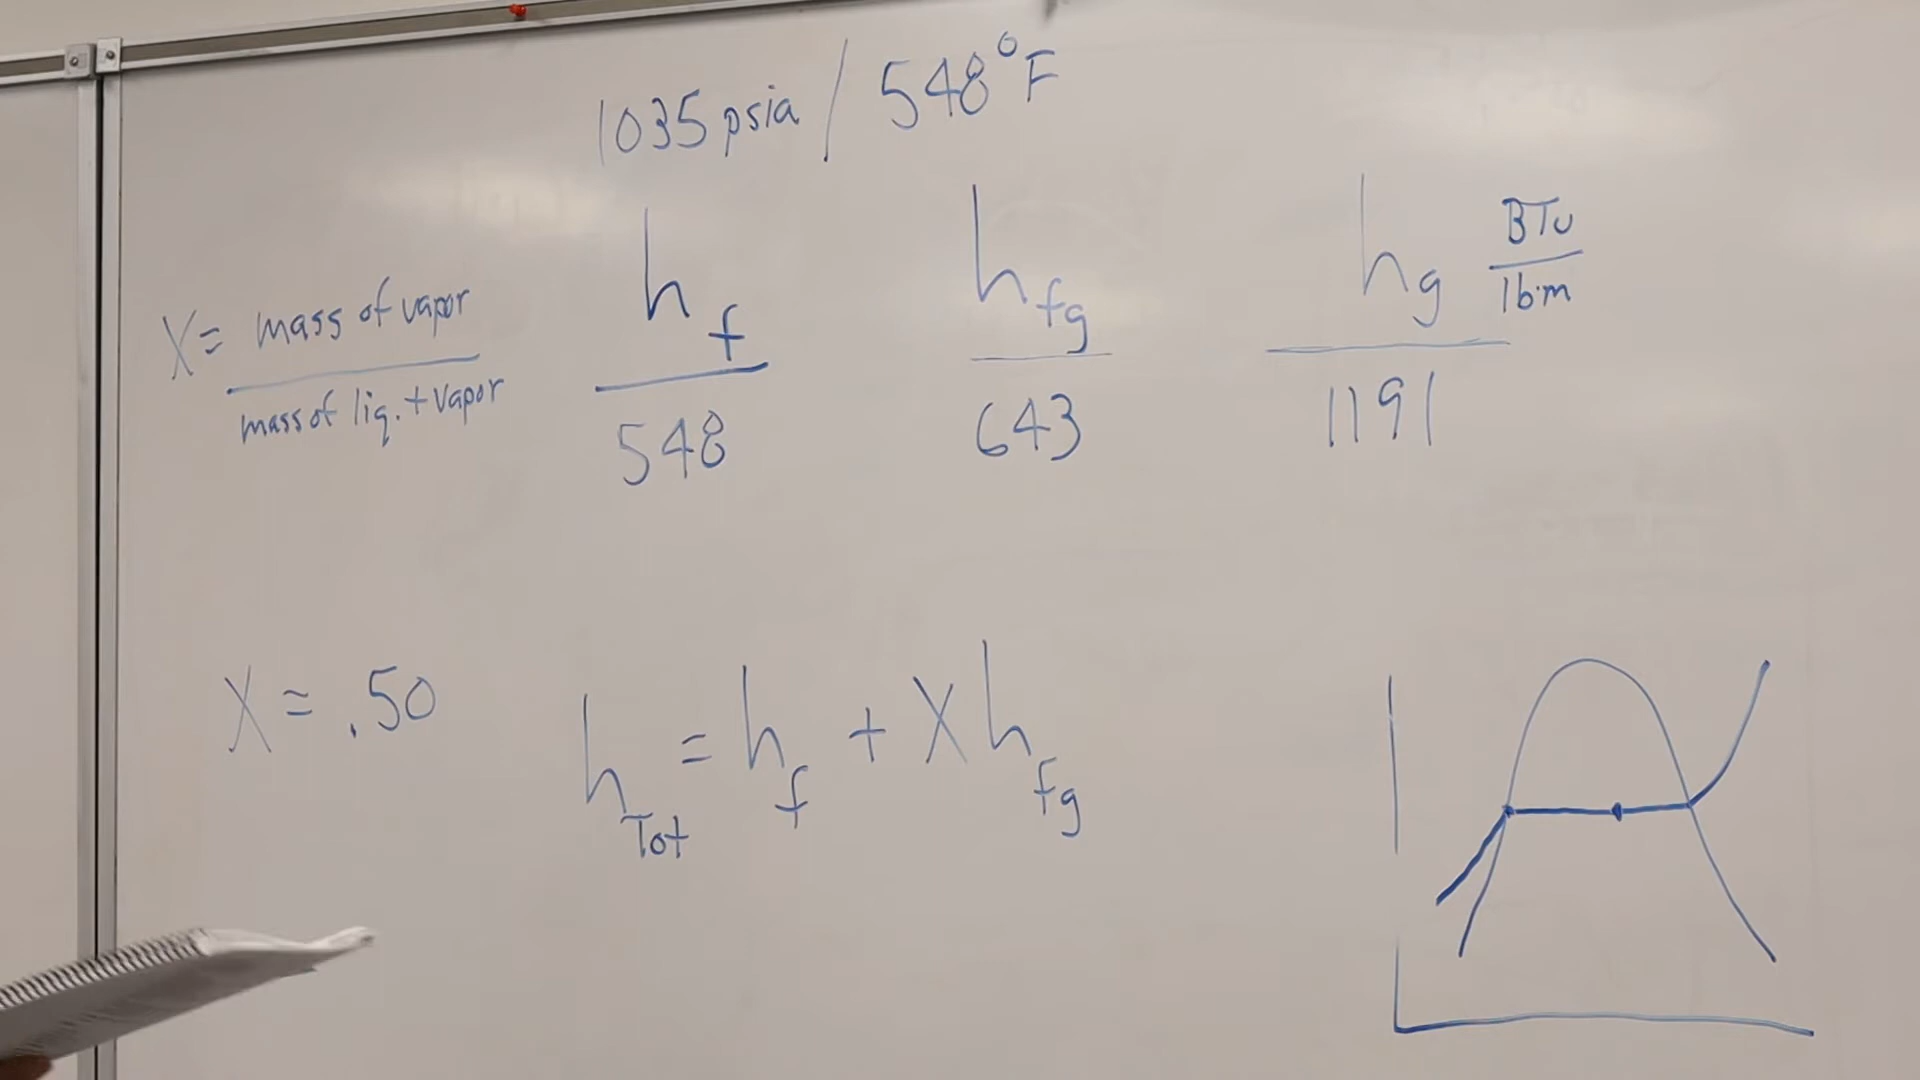 1035 psia / 548°F
X = mass of vapor / mass of liq. + vapor
h_f h_fg h_g BTU / lb·m
548 643 1191
X = .50
h_Tot = h_f + X h_fg